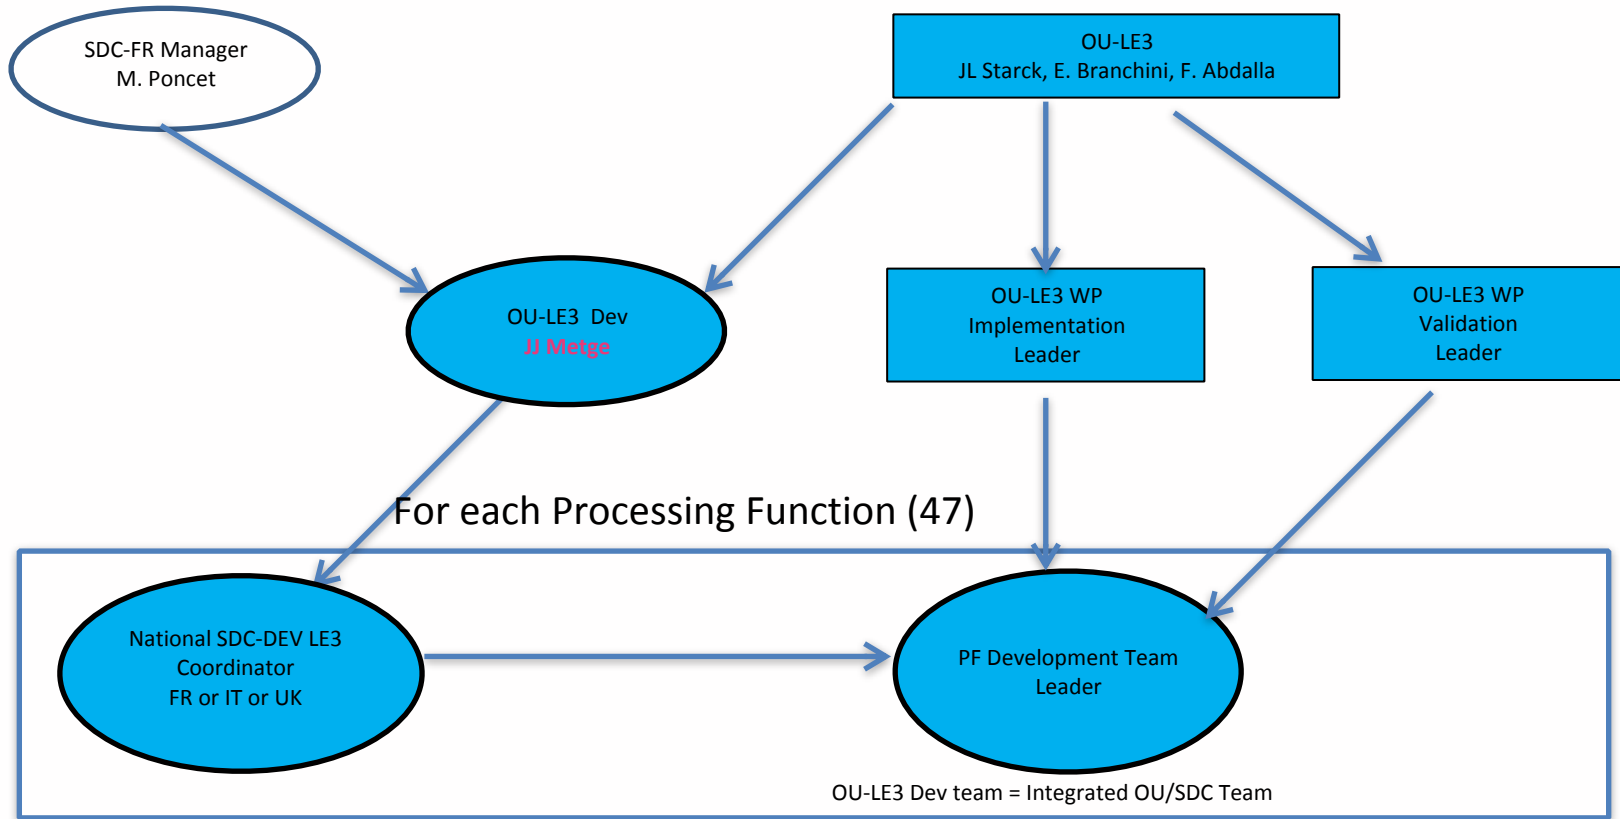 SDC-FR Manager
M. Poncet
OU-LE3
JL Starck, E. Branchini, F. Abdalla
OU-LE3 Dev
JJ Metge
OU-LE3 WP
Implementation
Leader
OU-LE3 WP
Validation
Leader
For each Processing Function (47)
National SDC-DEV LE3
Coordinator
FR or IT or UK
PF Development Team
Leader
OU-LE3 Dev team = Integrated OU/SDC Team